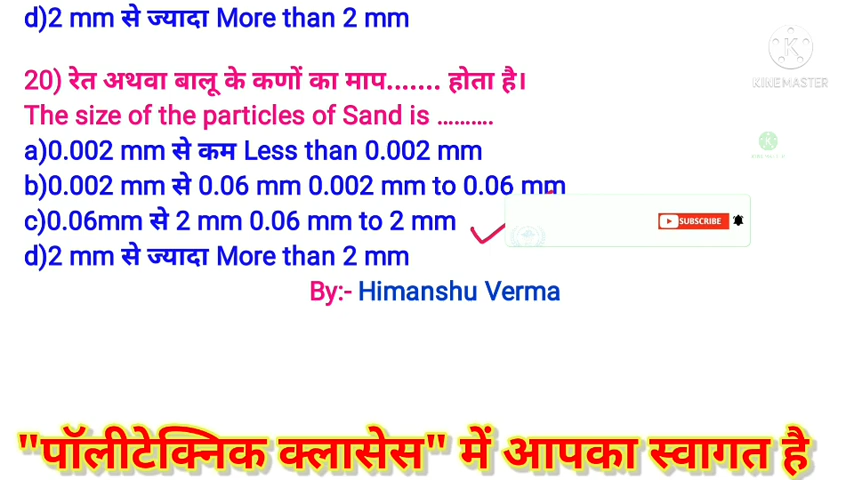 d)2 mm से ज्यादा More than 2 mm
20) रेत अथवा बालू के कणों का माप....... होता है।
The size of the particles of Sand is ..........
a)0.002 mm से कम Less than 0.002 mm
b)0.002 mm से 0.06 mm 0.002 mm to 0.06 mm
c)0.06mm से 2 mm 0.06 mm to 2 mm
d)2 mm से ज्यादा More than 2 mm
By:- Himanshu Verma
"पॉलीटेक्निक क्लासेस" में आपका स्वागत है
KINEMASTER
SUBSCRIBE